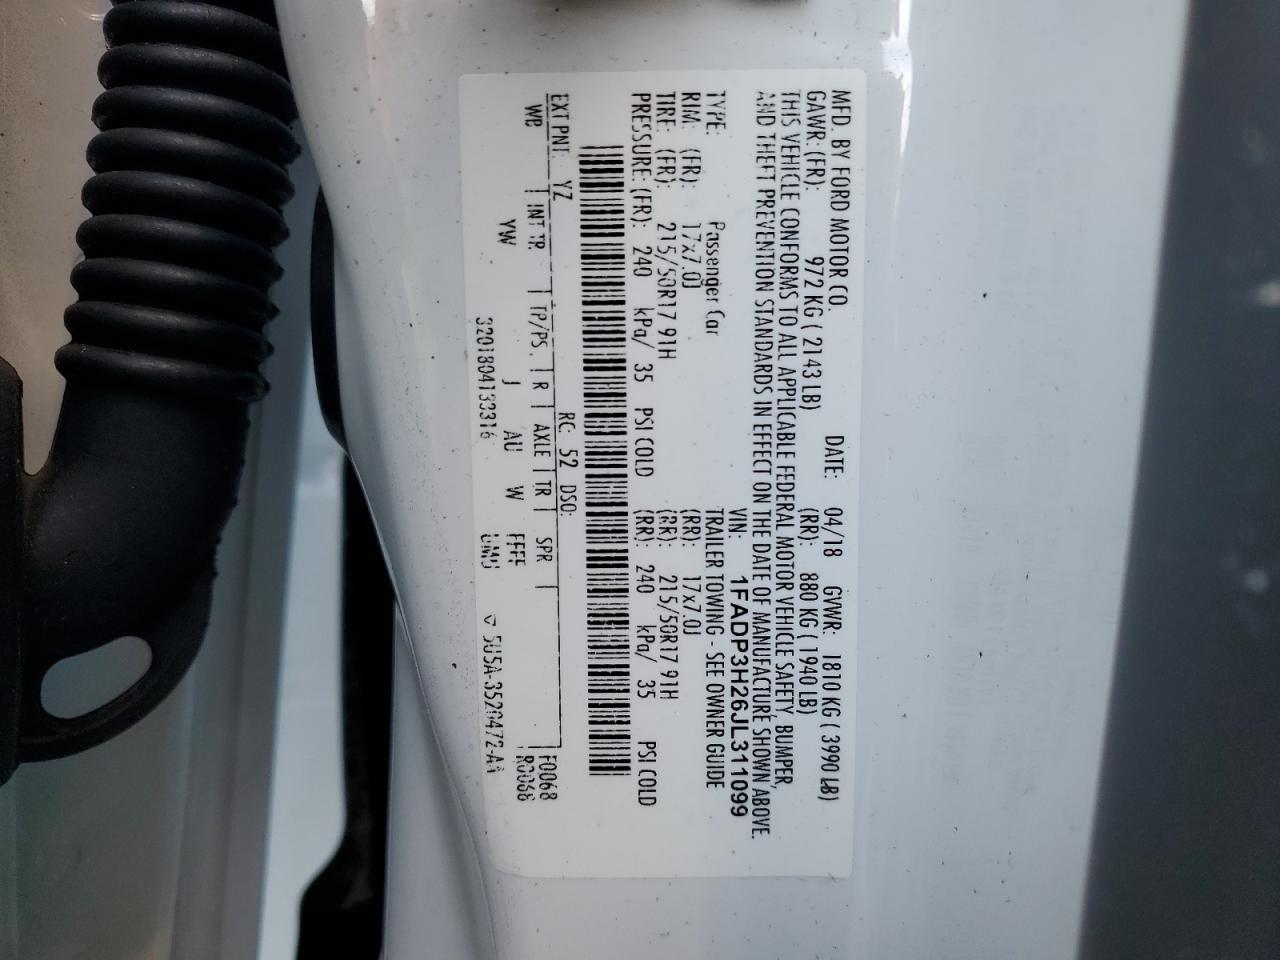 MFD. BY FORD MOTOR CO. DATE: 04/18 GVWR: 1810 KG ( 3990 LB)
GAWR: (FR): 972 KG ( 2143 LB) (RR): 880 KG ( 1940 LB)
THIS VEHICLE CONFORMS TO ALL APPLICABLE FEDERAL MOTOR VEHICLE SAFETY, BUMPER,
AND THEFT PREVENTION STANDARDS IN EFFECT ON THE DATE OF MANUFACTURE SHOWN ABOVE.
VIN: 1FADP3H26JL311099
TYPE: Passenger Car TRAILER TOWING - SEE OWNER GUIDE
RIM: (FR): 17x7.0J (RR): 17x7.0J
TIRE: (FR): 215/50R17 91H (RR): 215/50R17 91H
PRESSURE: (FR): 240 kPa/ 35 PSI COLD (RR): 240 kPa/ 35 PSI COLD
EXT PNT: YZ RC: 52 DSO: F0068
WB INT TR TP/PS. R AXLE TR SPR R0068
YW J AU W FFFF
3201804133316 UMU ▽ 5U5A-3520472-AA